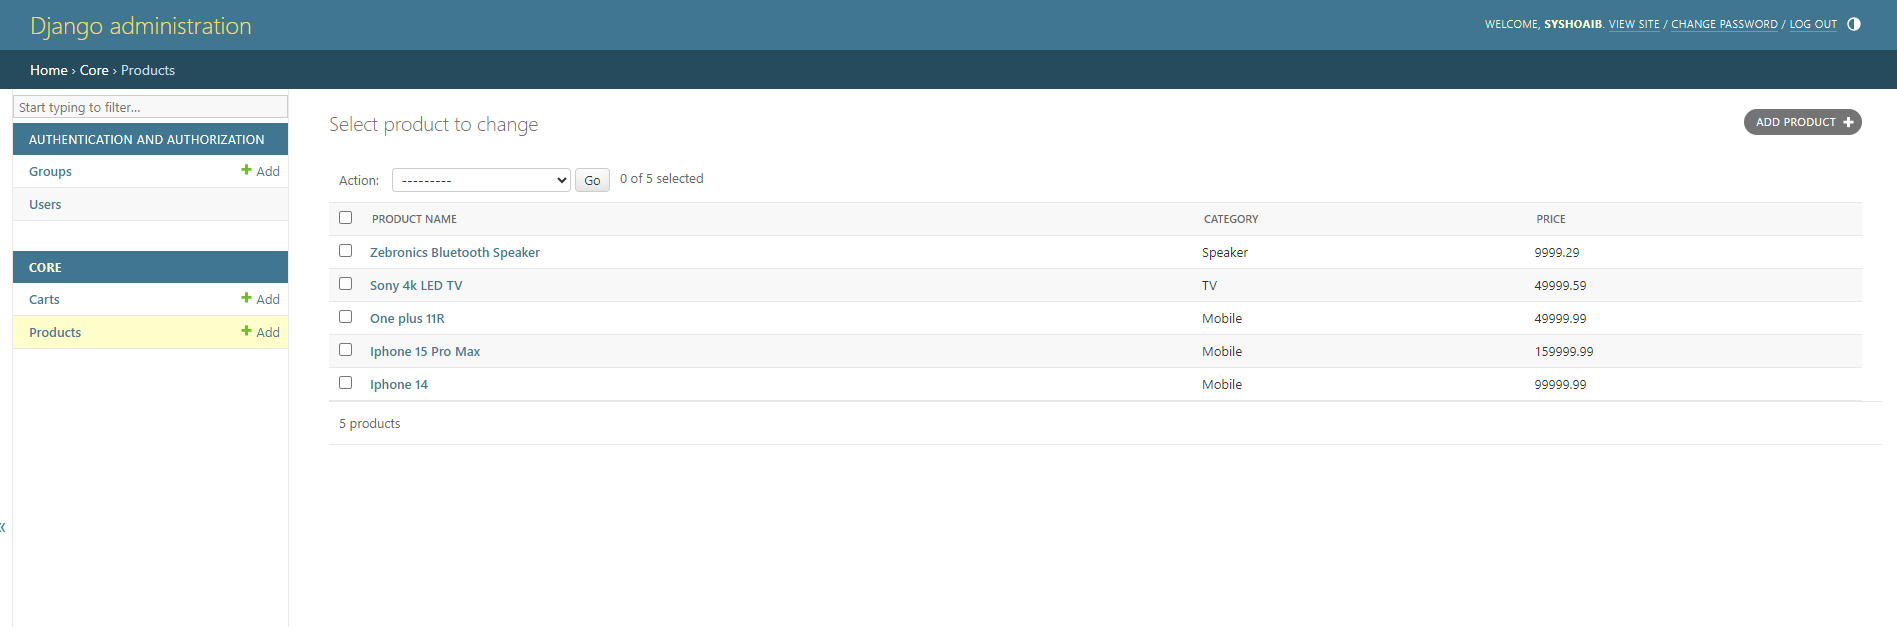 Django administration
WELCOME, SYSHOAIB. VIEW SITE / CHANGE PASSWORD / LOG OUT
Home › Core › Products
Start typing to filter...
AUTHENTICATION AND AUTHORIZATION
Groups + Add
Users
CORE
Carts + Add
Products + Add
«
Select product to change
ADD PRODUCT +
Action: --------- Go 0 of 5 selected
PRODUCT NAME CATEGORY PRICE
Zebronics Bluetooth Speaker Speaker 9999.29
Sony 4k LED TV TV 49999.59
One plus 11R Mobile 49999.99
Iphone 15 Pro Max Mobile 159999.99
Iphone 14 Mobile 99999.99
5 products